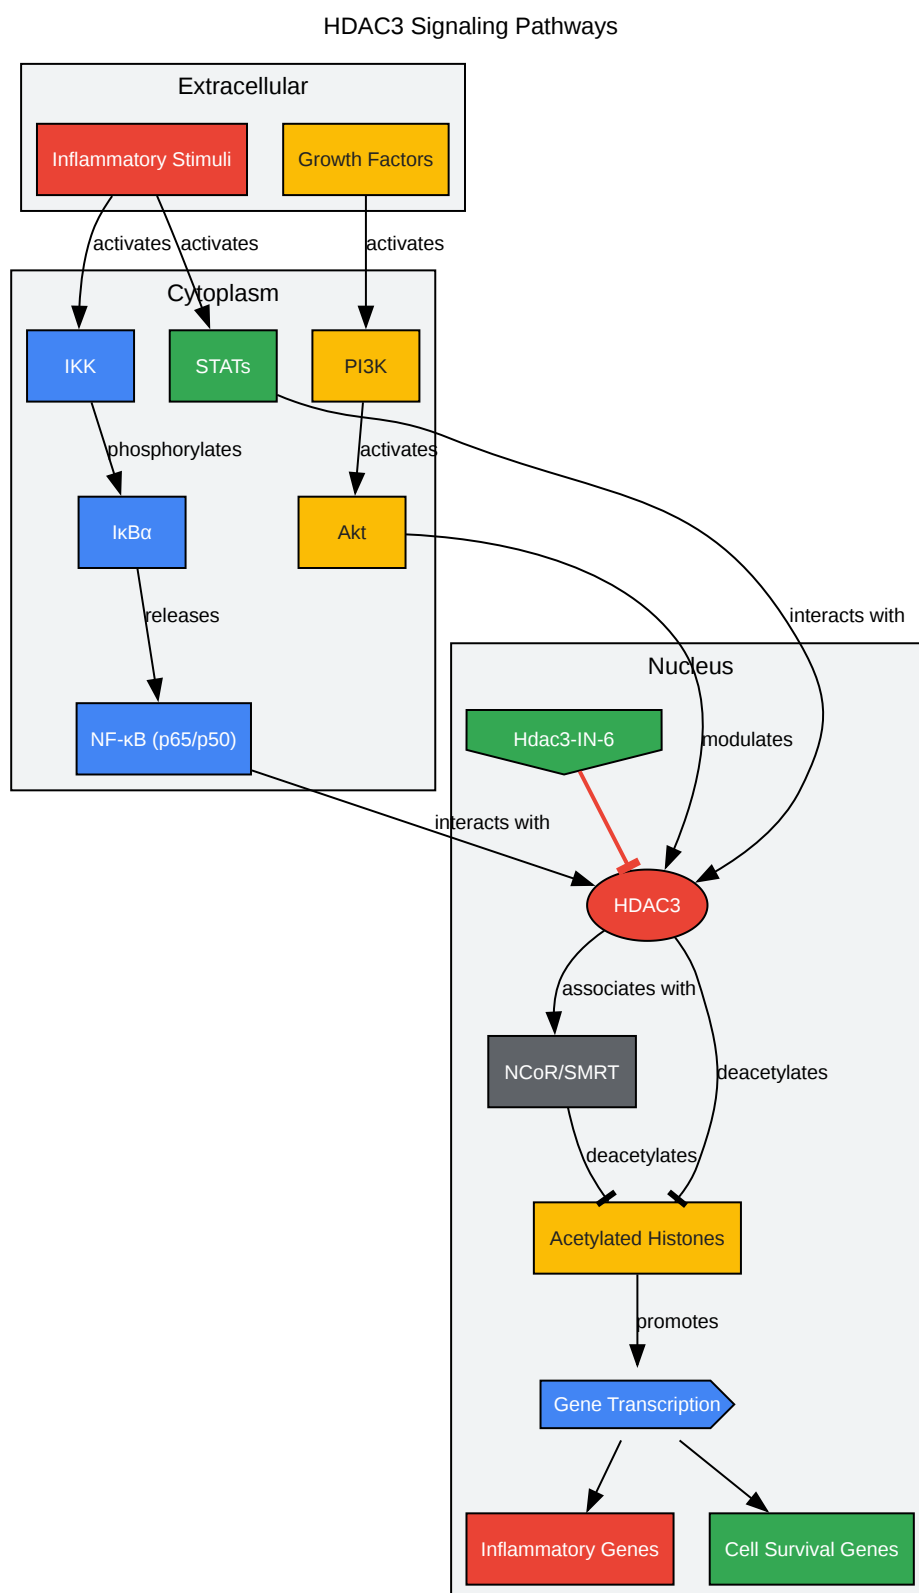 HDAC3 Signaling Pathways
Extracellular
Inflammatory Stimuli
Growth Factors
activates
activates
activates
Cytoplasm
IKK
STATs
PI3K
phosphorylates
activates
IκBα
Akt
releases
interacts with
Nucleus
NF-κB (p65/p50)
Hdac3-IN-6
modulates
interacts with
HDAC3
associates with
NCoR/SMRT
deacetylates
deacetylates
Acetylated Histones
promotes
Gene Transcription
Inflammatory Genes
Cell Survival Genes